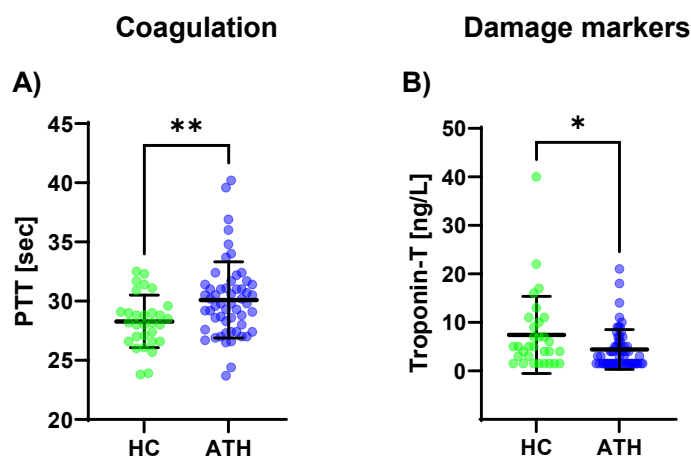 Coagulation
Damage markers
A)
B)
PTT [sec]
45
40
35
30
25
20
**
HC
ATH
Troponin-T [ng/L]
50
40
30
20
10
0
*
HC
ATH